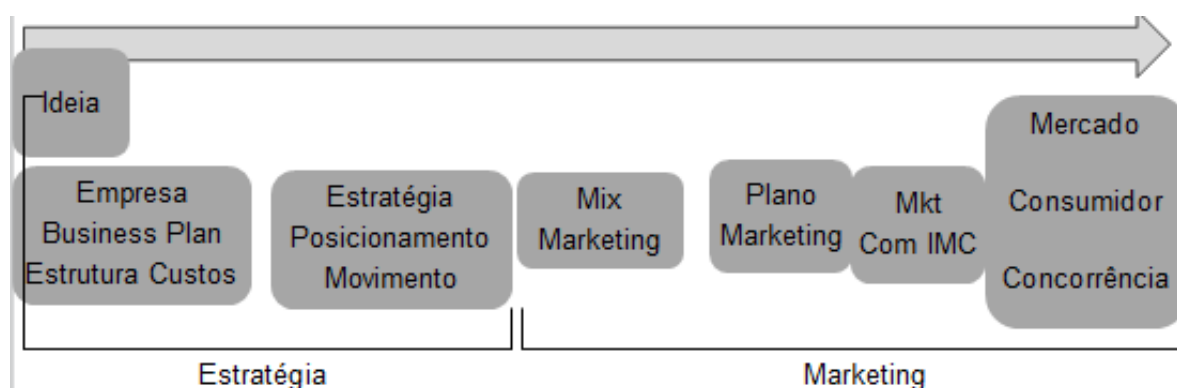 Ideia
Empresa
Business Plan
Estrutura Custos
Estratégia
Posicionamento
Movimento
Mix
Marketing
Plano
Marketing
Mkt
Com IMC
Mercado
Consumidor
Concorrência
Estratégia
Marketing